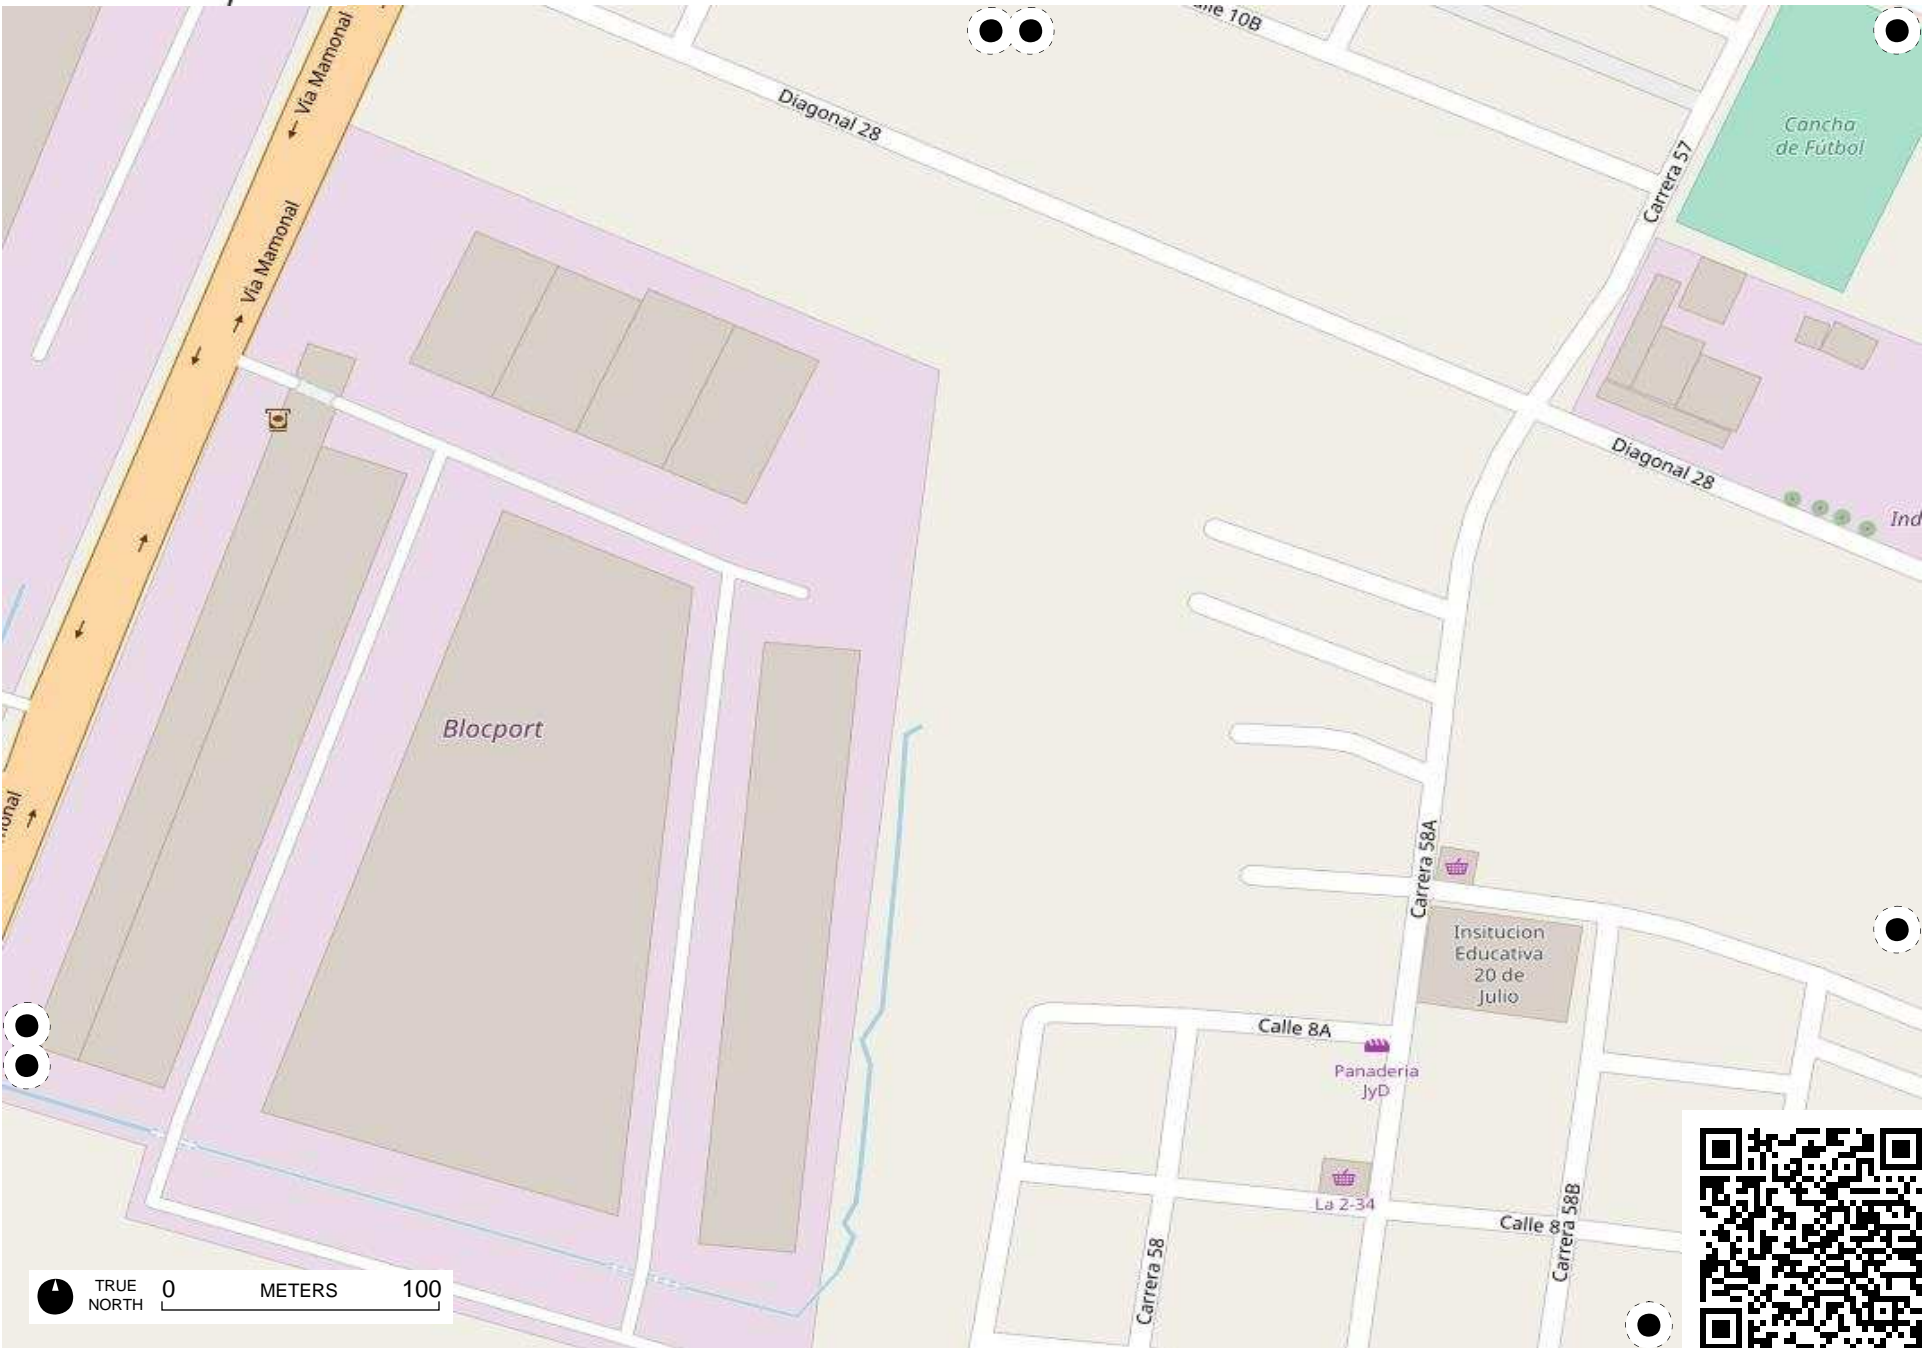 Vía Mamonal
Calle 10B
Diagonal 28
Cancha
de Fútbol
Carrera 57
Vía Mamonal
Diagonal 28
Blocport
Carrera 58A
Insitucion
Educativa
20 de
Julio
Calle 8A
Panaderia
JyD
La 2-34
Calle 8
Carrera 58B
Carrera 58
TRUE
NORTH
0 METERS 100